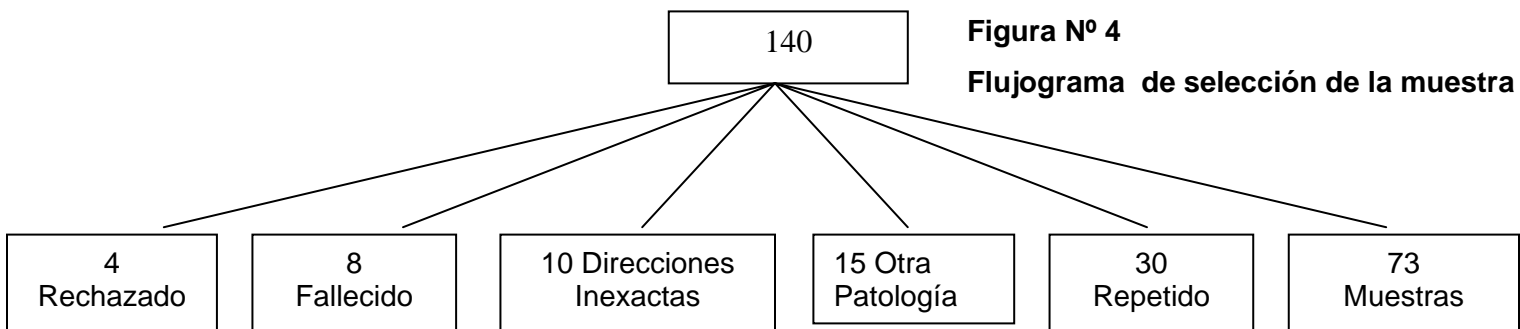 140
Figura Nº 4
Flujograma de selección de la muestra
4
Rechazado
8
Fallecido
10 Direcciones
Inexactas
15 Otra
Patología
30
Repetido
73
Muestras